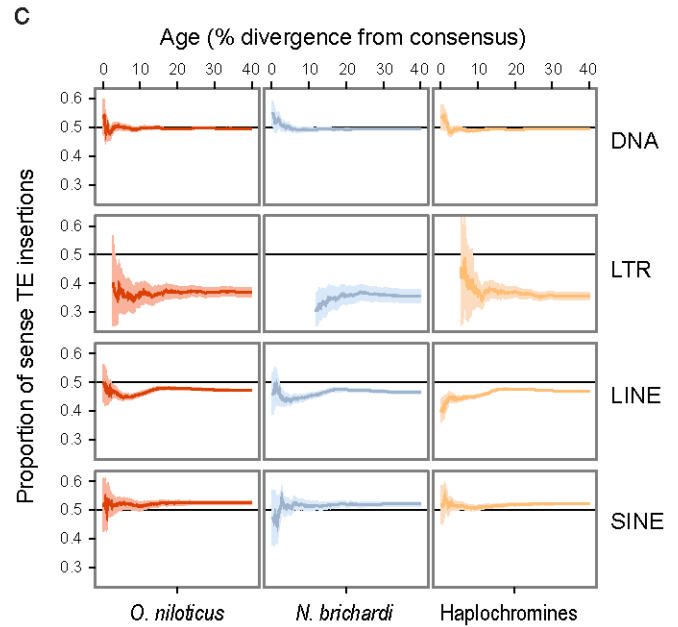 C
Age (% divergence from consensus)
0 10 20 30 40 0 10 20 30 40 0 10 20 30 40
Proportion of sense TE insertions
0.6
0.5
0.4
0.3
DNA
0.6
0.5
0.4
0.3
LTR
0.6
0.5
0.4
0.3
LINE
0.6
0.5
0.4
0.3
SINE
O. niloticus N. brichardi Haplochromines